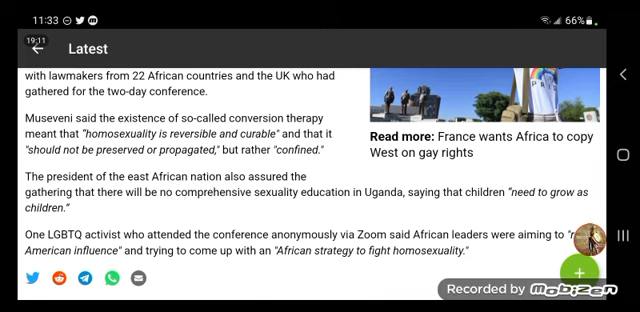 11:33
66%
19:11
Latest
with lawmakers from 22 African countries and the UK who had
gathered for the two-day conference.
Museveni said the existence of so-called conversion therapy
meant that "homosexuality is reversible and curable" and that it
"should not be preserved or propagated," but rather "confined."
PRID
Read more: France wants Africa to copy
West on gay rights
The president of the east African nation also assured the
gathering that there will be no comprehensive sexuality education in Uganda, saying that children "need to grow as
children."
One LGBTQ activist who attended the conference anonymously via Zoom said African leaders were aiming to
American influence" and trying to come up with an "African strategy to fight homosexuality."
+
Recorded by Mobizen